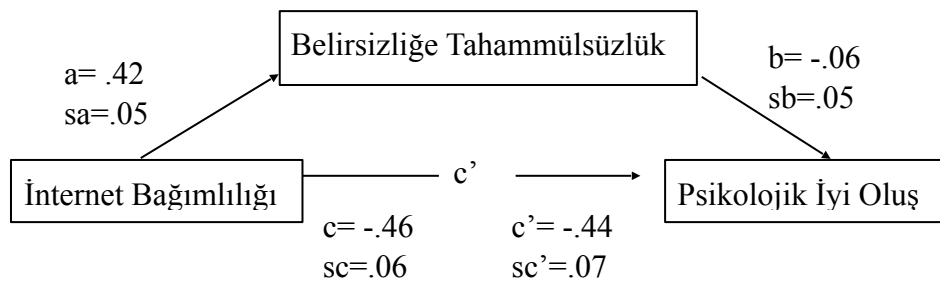 Belirsizliğe Tahammülsüzlük
a= .42
sa=.05
b= -.06
sb=.05
İnternet Bağımlılığı
c’
Psikolojik İyi Oluş
c= -.46
sc=.06
c’= -.44
sc’=.07